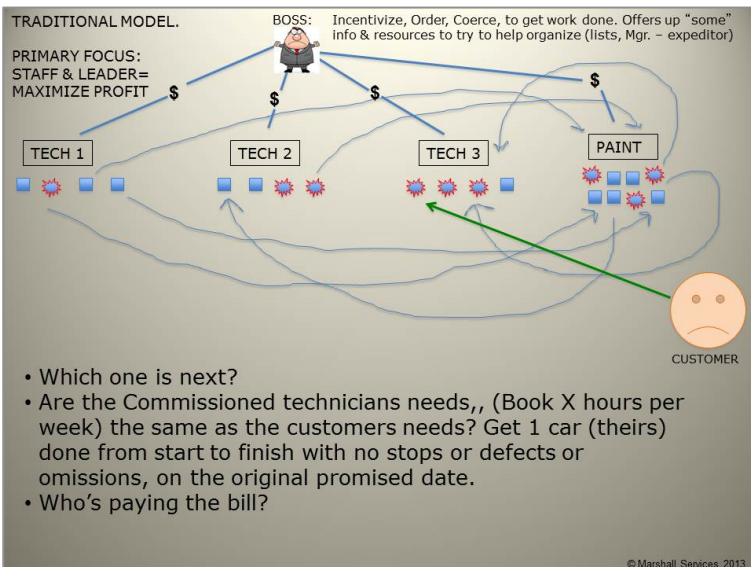 TRADITIONAL MODEL.
BOSS: Incentivize, Order, Coerce, to get work done. Offers up “some”
info & resources to try to help organize (lists, Mgr. – expeditor)
PRIMARY FOCUS:
STAFF & LEADER=
MAXIMIZE PROFIT
$
$
$
$
TECH 1
TECH 2
TECH 3
PAINT
CUSTOMER
• Which one is next?
• Are the Commissioned technicians needs,, (Book X hours per
week) the same as the customers needs? Get 1 car (theirs)
done from start to finish with no stops or defects or
omissions, on the original promised date.
• Who’s paying the bill?
© Marshall Services 2013